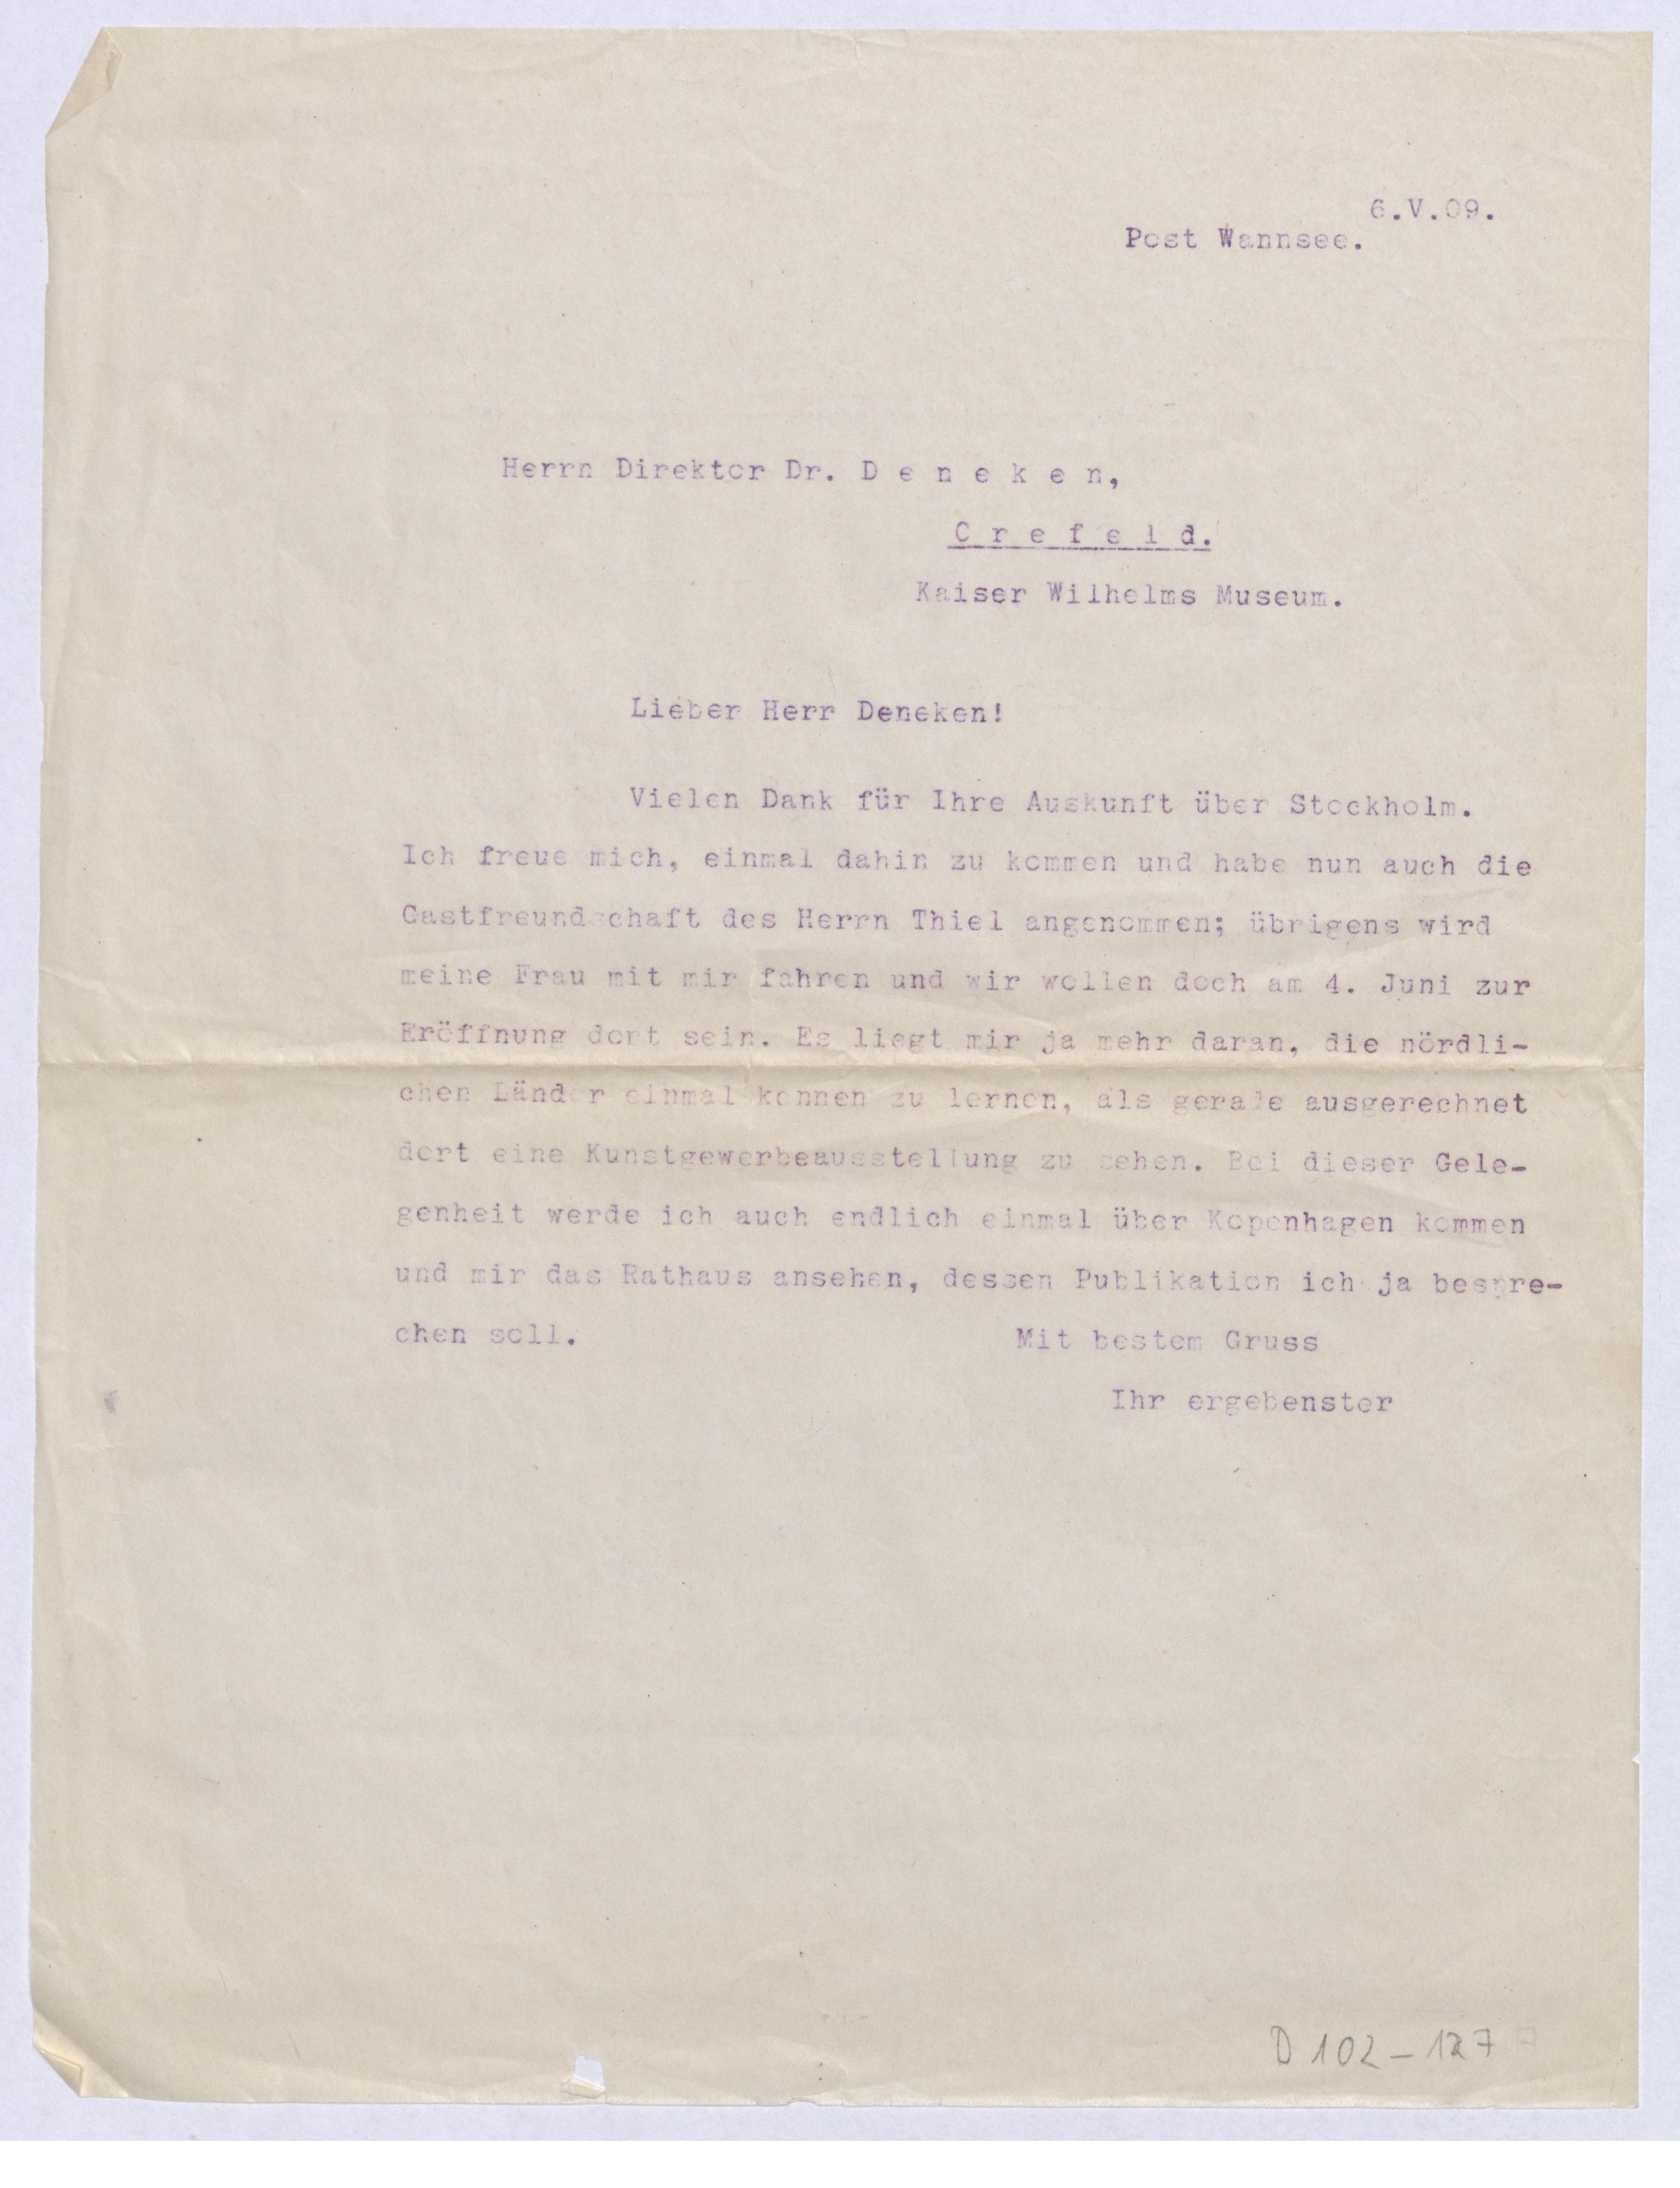 6.V.09.
Post Wannsee.
Herrn Direktor Dr. D e n e k e n,
C r e f e l d.
Kaiser Wilhelms Museum.
Lieber Herr Deneken!
Vielen Dank für Ihre Auskunft über Stockholm.
Ich freue mich, einmal dahin zu kommen und habe nun auch die
Gastfreundschaft des Herrn Thiel angenommen; übrigens wird
meine Frau mit mir fahren und wir wollen doch am 4. Juni zur
Eröffnung dort sein. Es liegt mir ja mehr daran, die nördli-
chen Länder einmal kennen zu lernen, als gerade ausgerechnet
dort eine Kunstgewerbeausstellung zu sehen. Bei dieser Gele-
genheit werde ich auch endlich einmal über Kopenhagen kommen
und mir das Rathaus ansehen, dessen Publikation ich ja bespre-
chen soll. Mit bestem Gruss
Ihr ergebenster
D 102-127